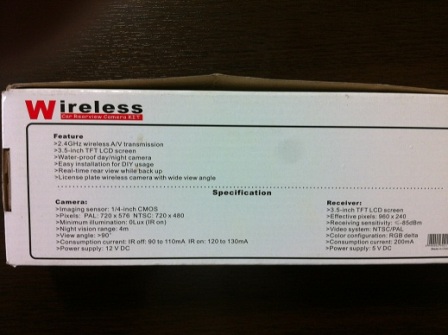 Wireless
Car Rearview Camera KIT
Feature
>2.4GHz wireless A/V transmission
>3.5-inch TFT LCD screen
>Water-proof day/night camera
>Easy installation for DIY usage
>Real-time rear view while back up
>License plate wireless camera with wide view angle
Specification
Camera:
>Imaging sensor: 1/4-inch CMOS
>Pixels: PAL: 720 x 576 NTSC: 720 x 480
>Minimum illumination: 0Lux (IR on)
>Night vision range: 4m
>View angle: >90°
>Consumption current: IR off: 90 to 110mA IR on: 120 to 130mA
>Power supply: 12 V DC
Receiver:
>3.5-inch TFT LCD screen
>Effective pixels: 960 x 240
>Receiving sensitivity: <-85dBm
>Video system: NTSC/PAL
>Color configuration: RGB delta
>Consumption current: 200mA
>Power supply: 5 V DC